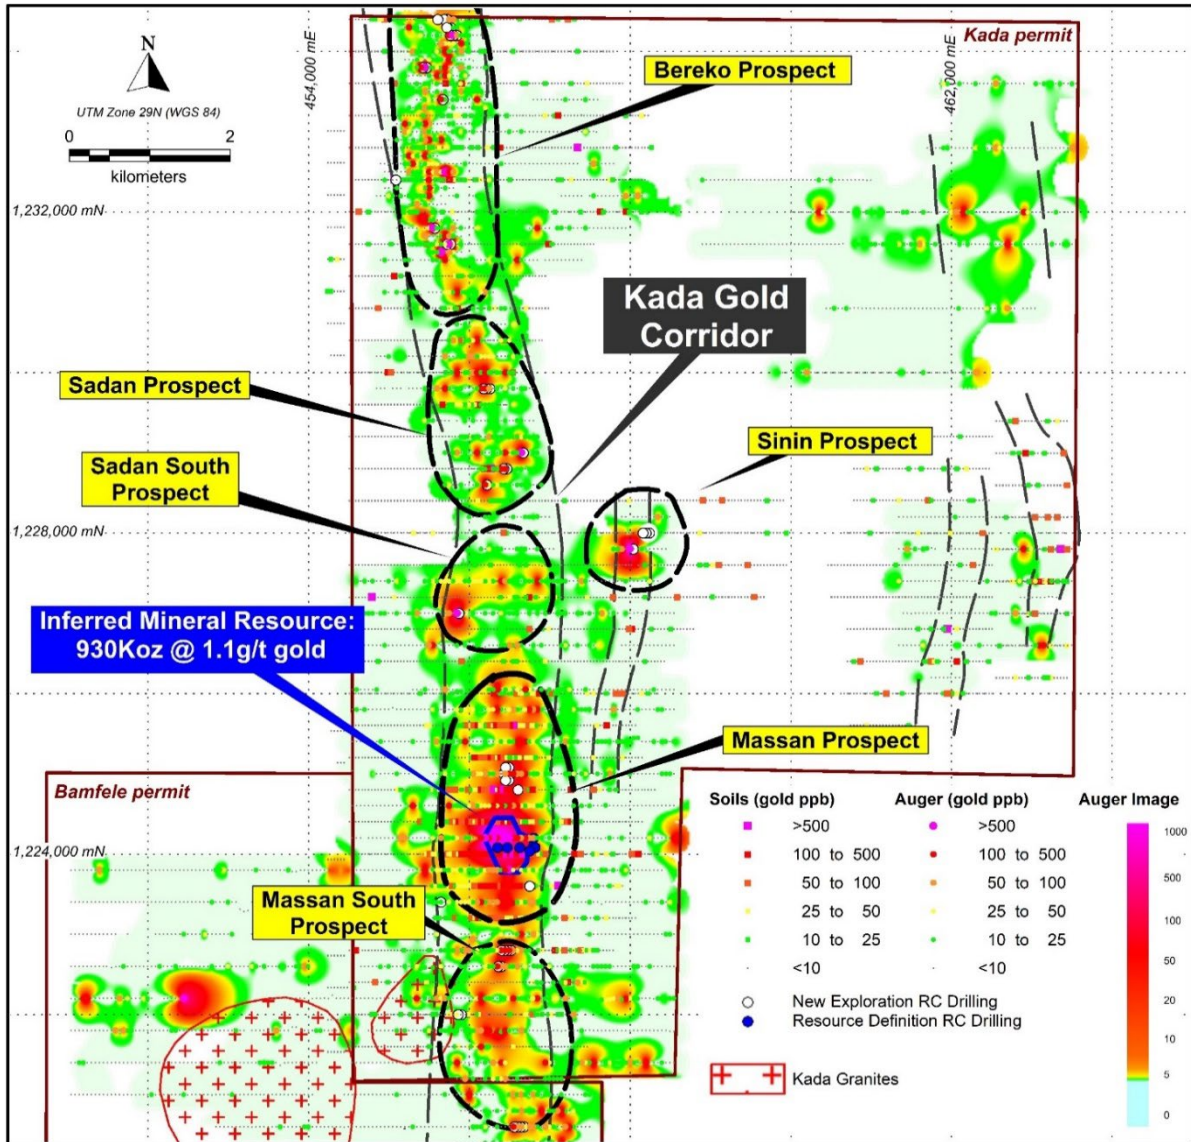 Kada permit
454,000 mE
462,000 mE
N
UTM Zone 29N (WGS 84)
0 2
kilometers
Bereko Prospect
1,232,000 mN
Kada Gold
Corridor
Sadan Prospect
Sinin Prospect
Sadan South
Prospect
1,228,000 mN
Inferred Mineral Resource:
930Koz @ 1.1g/t gold
Massan Prospect
Bamfele permit
1,224,000 mN
Massan South
Prospect
Soils (gold ppb) Auger (gold ppb) Auger Image
>500 >500
100 to 500 100 to 500
50 to 100 50 to 100
25 to 50 25 to 50
10 to 25 10 to 25
<10 <10
1000
500
100
50
20
10
5
0
New Exploration RC Drilling
Resource Definition RC Drilling
Kada Granites